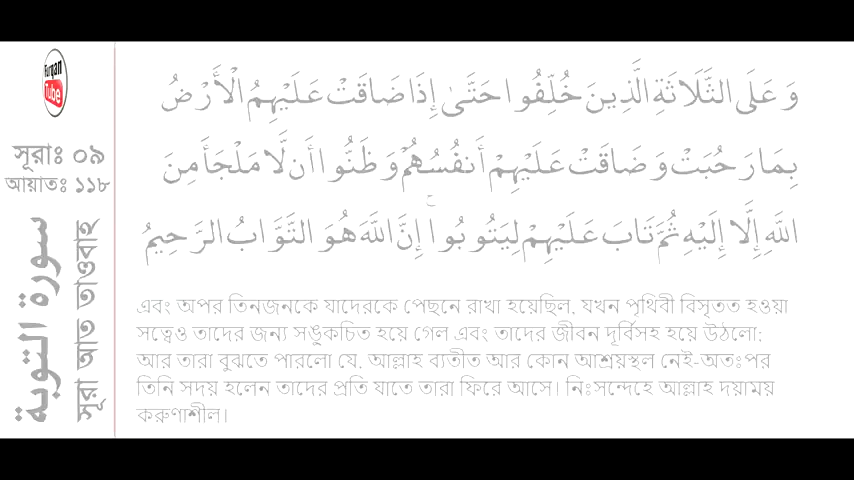 Furqan
Tube
সূরাঃ ০৯
আয়াতঃ ১১৮
سورة التوبة
সূরা আত তাওবাহ
وَعَلَى الثَّلَاثَةِ الَّذِينَ خُلِّفُوا حَتَّىٰ إِذَا ضَاقَتْ عَلَيْهِمُ الْأَرْضُ
بِمَا رَحُبَتْ وَضَاقَتْ عَلَيْهِمْ أَنفُسُهُمْ وَظَنُّوا أَن لَّا مَلْجَأَ مِنَ
اللَّهِ إِلَّا إِلَيْهِ ثُمَّ تَابَ عَلَيْهِمْ لِيَتُوبُوا ۚ إِنَّ اللَّهَ هُوَ التَّوَّابُ الرَّحِيمُ
এবং অপর তিনজনকে যাদেরকে পেছনে রাখা হয়েছিল, যখন পৃথিবী বিস্তৃত হওয়া
সত্বেও তাদের জন্য সঙ্কুচিত হয়ে গেল এবং তাদের জীবন দূর্বিসহ হয়ে উঠলো;
আর তারা বুঝতে পারলো যে, আল্লাহ ব্যতীত আর কোন আশ্রয়স্থল নেই-অতঃপর
তিনি সদয় হলেন তাদের প্রতি যাতে তারা ফিরে আসে। নিঃসন্দেহে আল্লাহ দয়াময়
করুণাশীল।